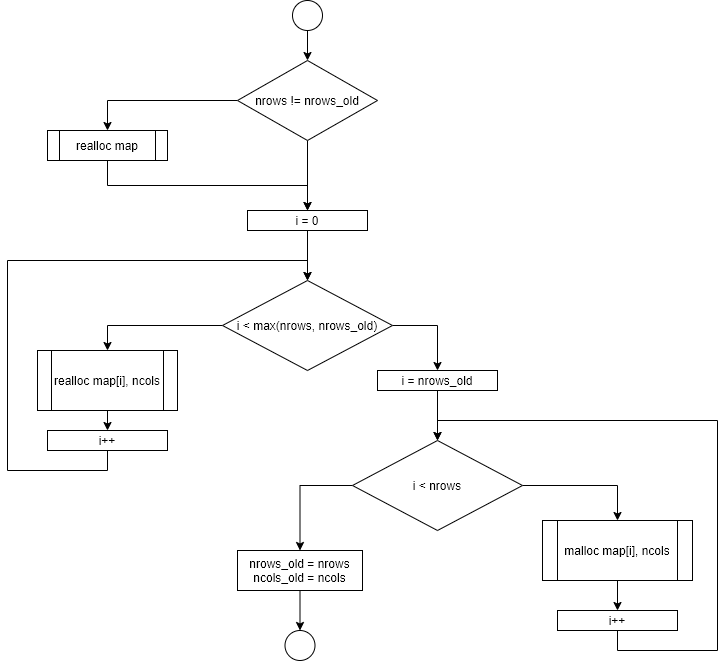 nrows != nrows_old
realloc map
i = 0
i < max(nrows, nrows_old)
realloc map[i], ncols
i = nrows_old
i++
i < nrows
malloc map[i], ncols
nrows_old = nrows
ncols_old = ncols
i++